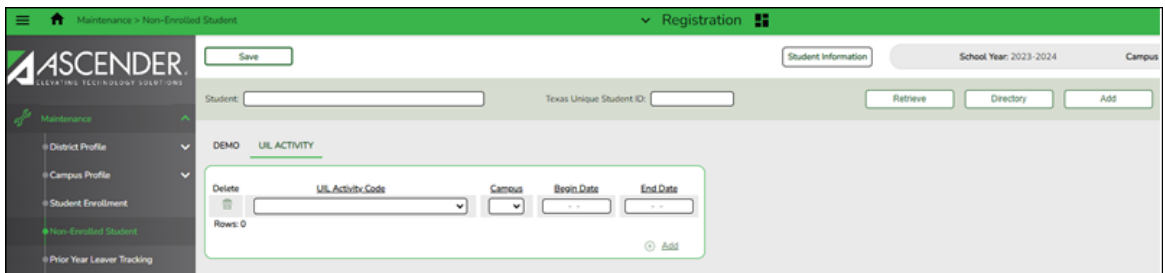 Maintenance > Non-Enrolled Student
Registration
ASCENDER.
ELEVATING TECHNOLOGY SOLUTIONS
Save
Student Information
School Year: 2023-2024
Campus
Student:
Texas Unique Student ID:
Retrieve
Directory
Add
Maintenance
District Profile
Campus Profile
Student Enrollment
Non-Enrolled Student
Prior Year Leaver Tracking
DEMO
UIL ACTIVITY
Delete
UIL Activity Code
Campus
Begin Date
End Date
- -
- -
Rows: 0
Add